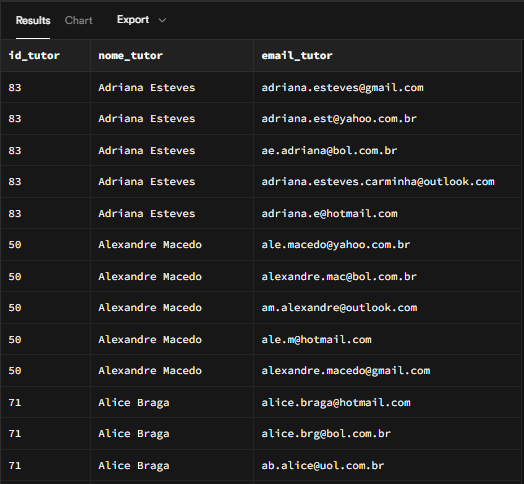 Results Chart Export
id_tutor nome_tutor email_tutor
83 Adriana Esteves adriana.esteves@gmail.com
83 Adriana Esteves adriana.est@yahoo.com.br
83 Adriana Esteves ae.adriana@bol.com.br
83 Adriana Esteves adriana.esteves.carminha@outlook.com
83 Adriana Esteves adriana.e@hotmail.com
50 Alexandre Macedo ale.macedo@yahoo.com.br
50 Alexandre Macedo alexandre.mac@bol.com.br
50 Alexandre Macedo am.alexandre@outlook.com
50 Alexandre Macedo ale.m@hotmail.com
50 Alexandre Macedo alexandre.macedo@gmail.com
71 Alice Braga alice.braga@hotmail.com
71 Alice Braga alice.brg@bol.com.br
71 Alice Braga ab.alice@uol.com.br